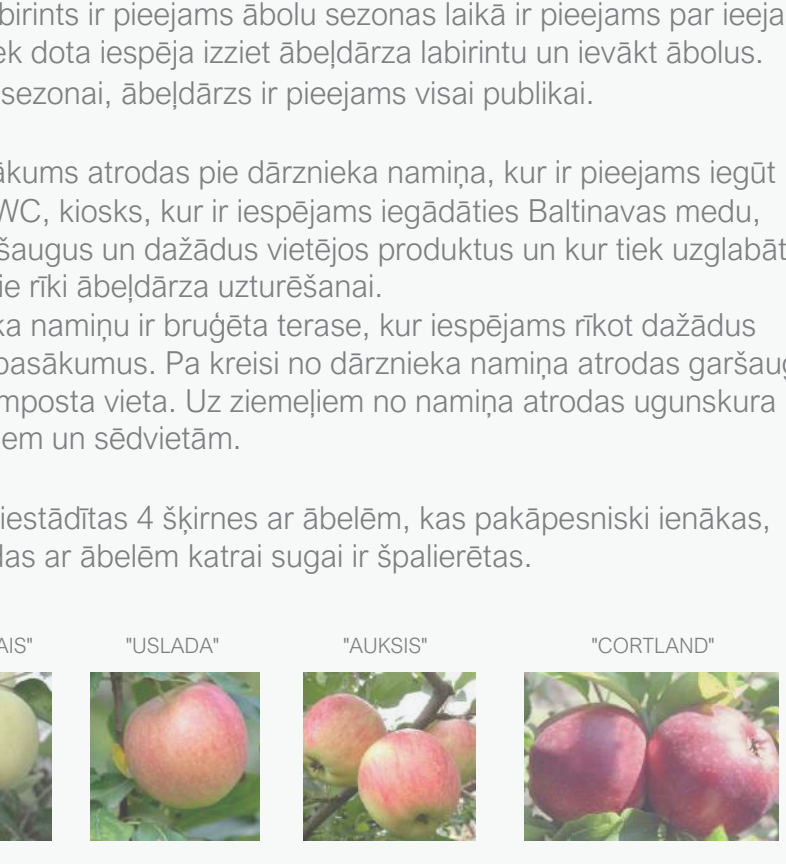 birints ir pieejams ābolu sezonas laikā ir pieejams par ieeja
ek dota iespēja izziet ābeļdārza labirintu un ievākt ābolus.
sezonai, ābeļdārzs ir pieejams visai publikai.
ākums atrodas pie dārznieka namiņa, kur ir pieejams iegūt
WC, kiosks, kur ir iespējams iegādāties Baltinavas medu,
šaugus un dažādus vietējos produktus un kur tiek uzglabāt
ie rīki ābeļdārza uzturēšanai.
ka namiņu ir bruģēta terase, kur iespējams rīkot dažādus
pasākumus. Pa kreisi no dārznieka namiņa atrodas garšaug
mposta vieta. Uz ziemeļiem no namiņa atrodas ugunskura
iem un sēdvietām.
iestādītas 4 šķirnes ar ābelēm, kas pakāpesniski ienākas,
das ar ābelēm katrai sugai ir špalierētas.
AIS" "USLADA" "AUKSIS" "CORTLAND"